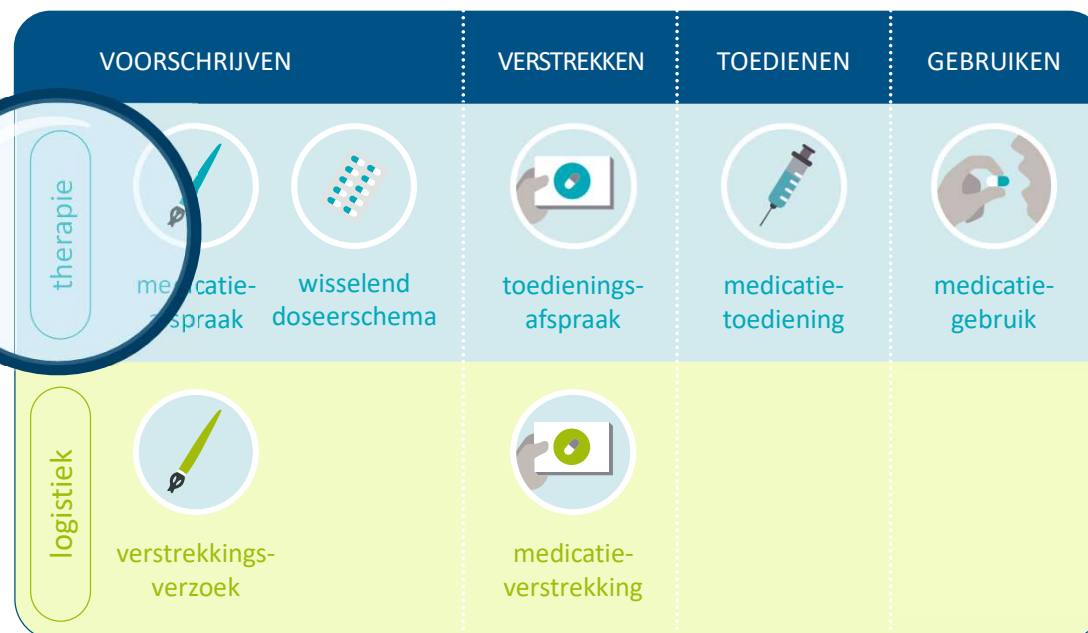 VOORSCHRIJVEN
VERSTREKKEN
TOEDIENEN
GEBRUIKEN
therapie
medicatie-
afspraak
wisselend
doseerschema
toedienings-
afspraak
medicatie-
toediening
medicatie-
gebruik
logistiek
verstrekkings-
verzoek
medicatie-
verstrekking